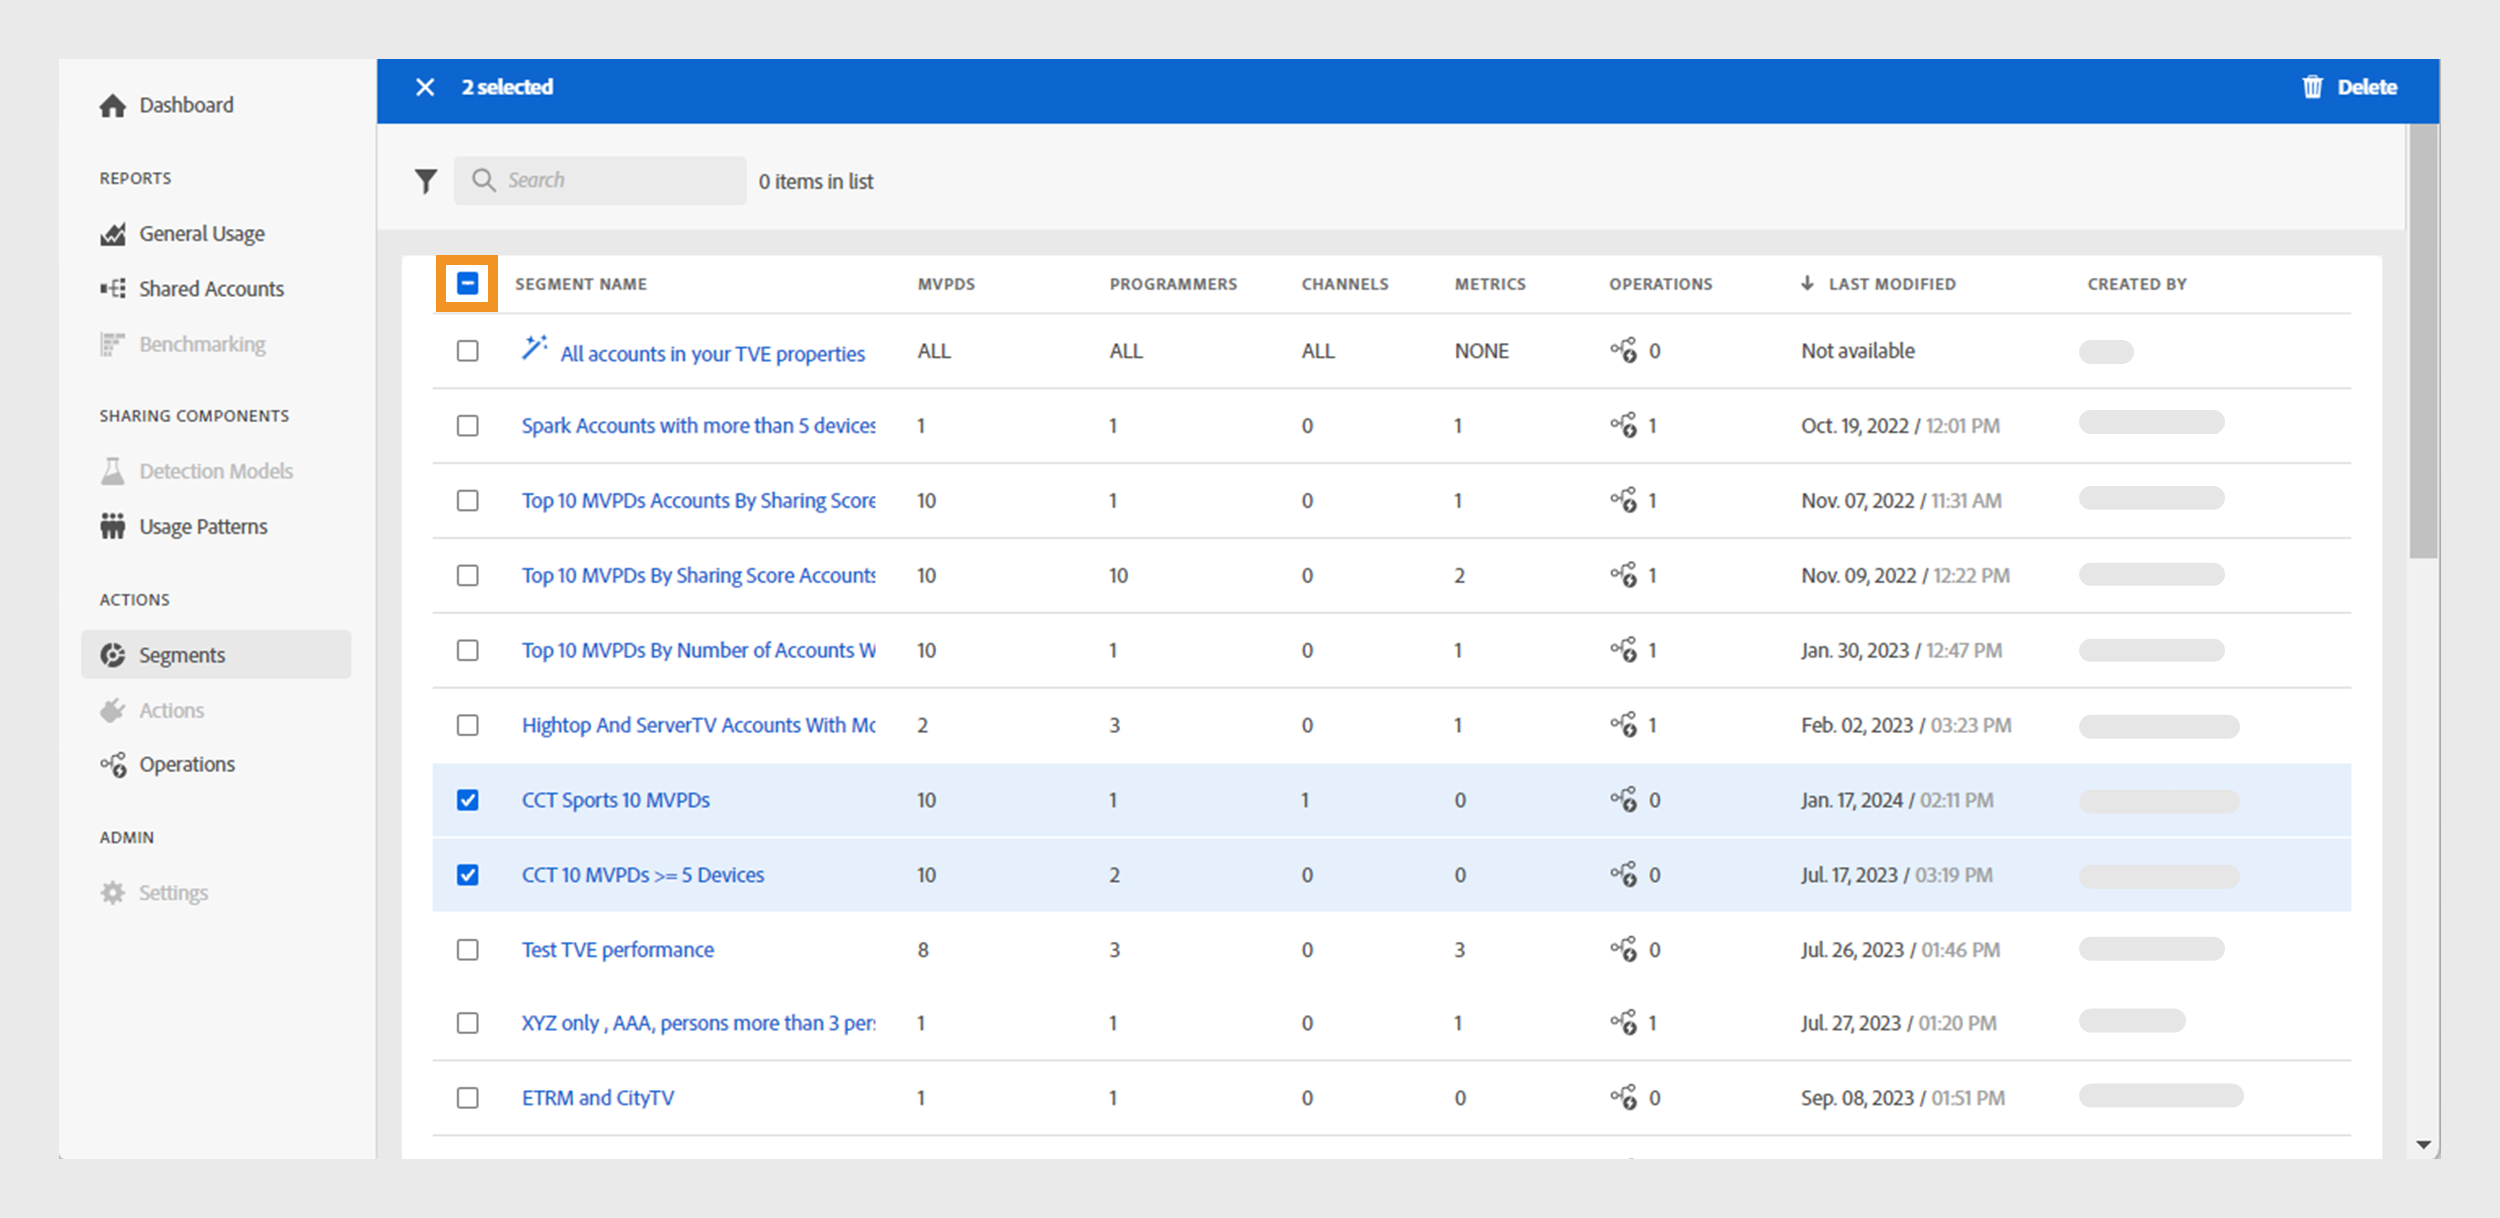 2 selected
Delete
Dashboard
REPORTS
General Usage
Shared Accounts
Benchmarking
SHARING COMPONENTS
Detection Models
Usage Patterns
ACTIONS
Segments
Actions
Operations
ADMIN
Settings
Search
0 items in list
SEGMENT NAME MVPDS PROGRAMMERS CHANNELS METRICS OPERATIONS LAST MODIFIED CREATED BY
All accounts in your TVE properties ALL ALL ALL NONE 0 Not available
Spark Accounts with more than 5 devices 1 1 0 1 1 Oct. 19, 2022 / 12:01 PM
Top 10 MVPDs Accounts By Sharing Score 10 1 0 1 1 Nov. 07, 2022 / 11:31 AM
Top 10 MVPDs By Sharing Score Accounts 10 10 0 2 1 Nov. 09, 2022 / 12:22 PM
Top 10 MVPDs By Number of Accounts W 10 1 0 1 1 Jan. 30, 2023 / 12:47 PM
Hightop And ServerTV Accounts With Mo 2 3 0 1 1 Feb. 02, 2023 / 03:23 PM
CCT Sports 10 MVPDs 10 1 1 0 0 Jan. 17, 2024 / 02:11 PM
CCT 10 MVPDs >= 5 Devices 10 2 0 0 0 Jul. 17, 2023 / 03:19 PM
Test TVE performance 8 3 0 3 0 Jul. 26, 2023 / 01:46 PM
XYZ only , AAA, persons more than 3 per 1 1 0 1 1 Jul. 27, 2023 / 01:20 PM
ETRM and CityTV 1 1 0 0 0 Sep. 08, 2023 / 01:51 PM